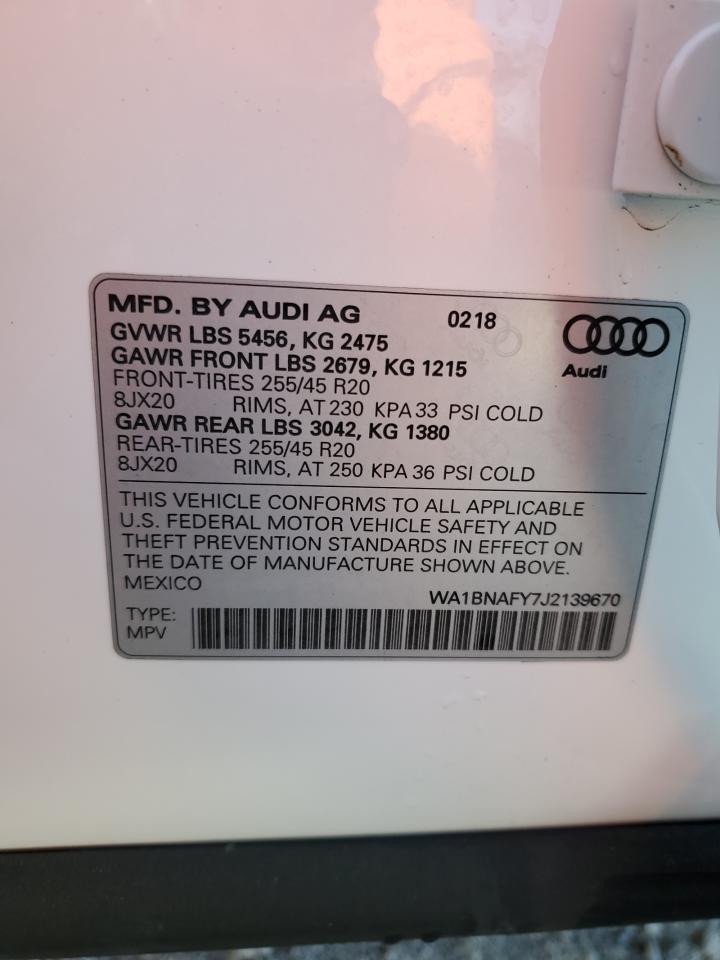 MFD. BY AUDI AG 0218
GVWR LBS 5456, KG 2475
GAWR FRONT LBS 2679, KG 1215
Audi
FRONT-TIRES 255/45 R20
8JX20 RIMS, AT 230 KPA 33 PSI COLD
GAWR REAR LBS 3042, KG 1380
REAR-TIRES 255/45 R20
8JX20 RIMS, AT 250 KPA 36 PSI COLD
THIS VEHICLE CONFORMS TO ALL APPLICABLE
U.S. FEDERAL MOTOR VEHICLE SAFETY AND
THEFT PREVENTION STANDARDS IN EFFECT ON
THE DATE OF MANUFACTURE SHOWN ABOVE.
MEXICO
WA1BNAFY7J2139670
TYPE:
MPV